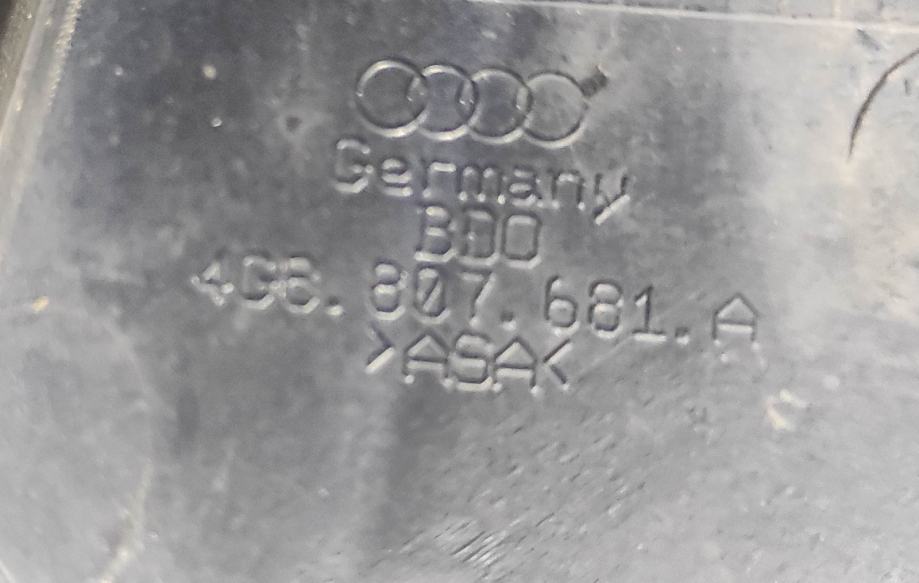 Germany
BDO
4G8.807.681.A
>ASA<